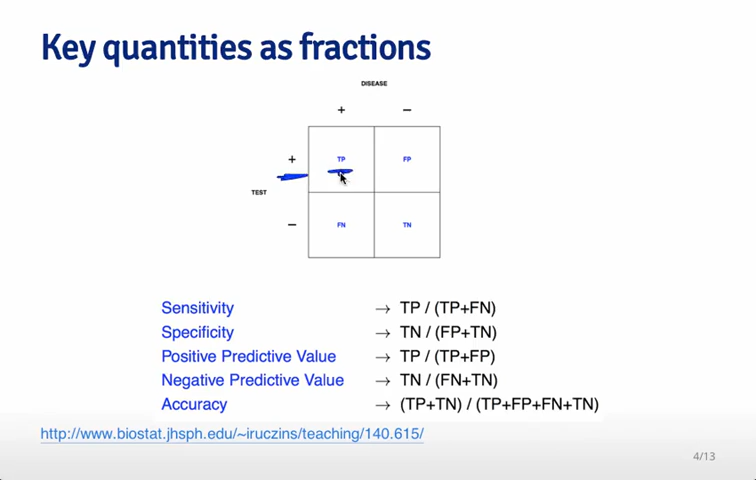 Key quantities as fractions
DISEASE
+ −
+ TP FP
TEST
− FN TN
Sensitivity → TP / (TP+FN)
Specificity → TN / (FP+TN)
Positive Predictive Value → TP / (TP+FP)
Negative Predictive Value → TN / (FN+TN)
Accuracy → (TP+TN) / (TP+FP+FN+TN)
http://www.biostat.jhsph.edu/~iruczins/teaching/140.615/
4/13